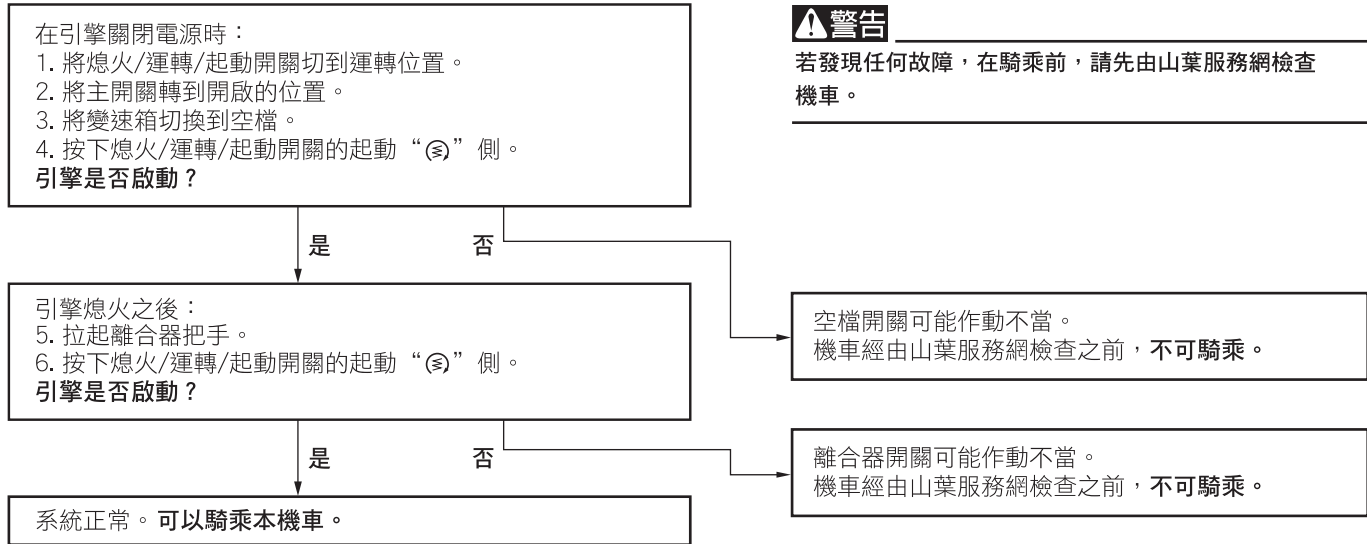 在引擎關閉電源時：
1. 將熄火/運轉/起動開關切到運轉位置。
2. 將主開關轉到開啟的位置。
3. 將變速箱切換到空檔。
4. 按下熄火/運轉/起動開關的起動“”側。
引擎是否啟動？
警告
若發現任何故障，在騎乘前，請先由山葉服務網檢查
機車。
是
否
引擎熄火之後：
5. 拉起離合器把手。
6. 按下熄火/運轉/起動開關的起動“”側。
引擎是否啟動？
空檔開關可能作動不當。
機車經由山葉服務網檢查之前，不可騎乘。
是
否
離合器開關可能作動不當。
機車經由山葉服務網檢查之前，不可騎乘。
系統正常。可以騎乘本機車。